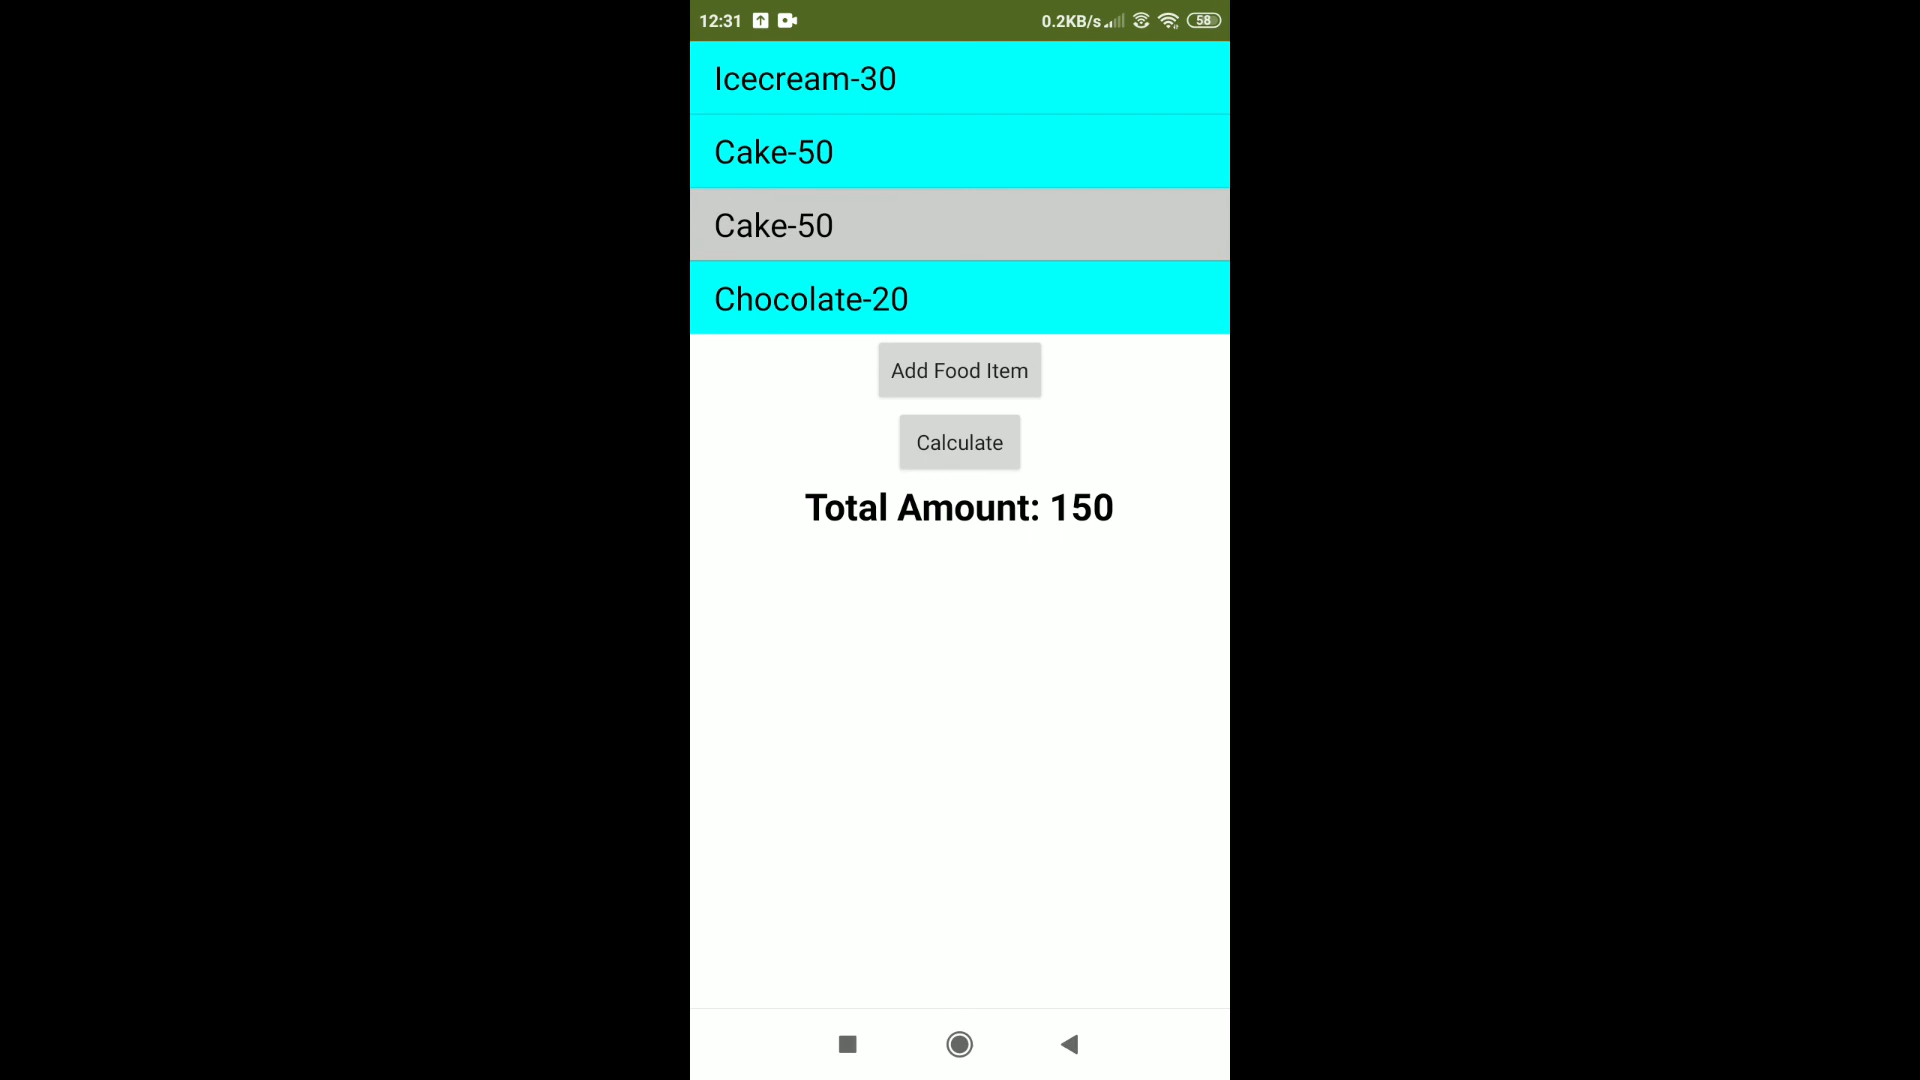 12:31 0.2KB/s 58
Icecream-30
Cake-50
Cake-50
Chocolate-20
Add Food Item
Calculate
Total Amount: 150